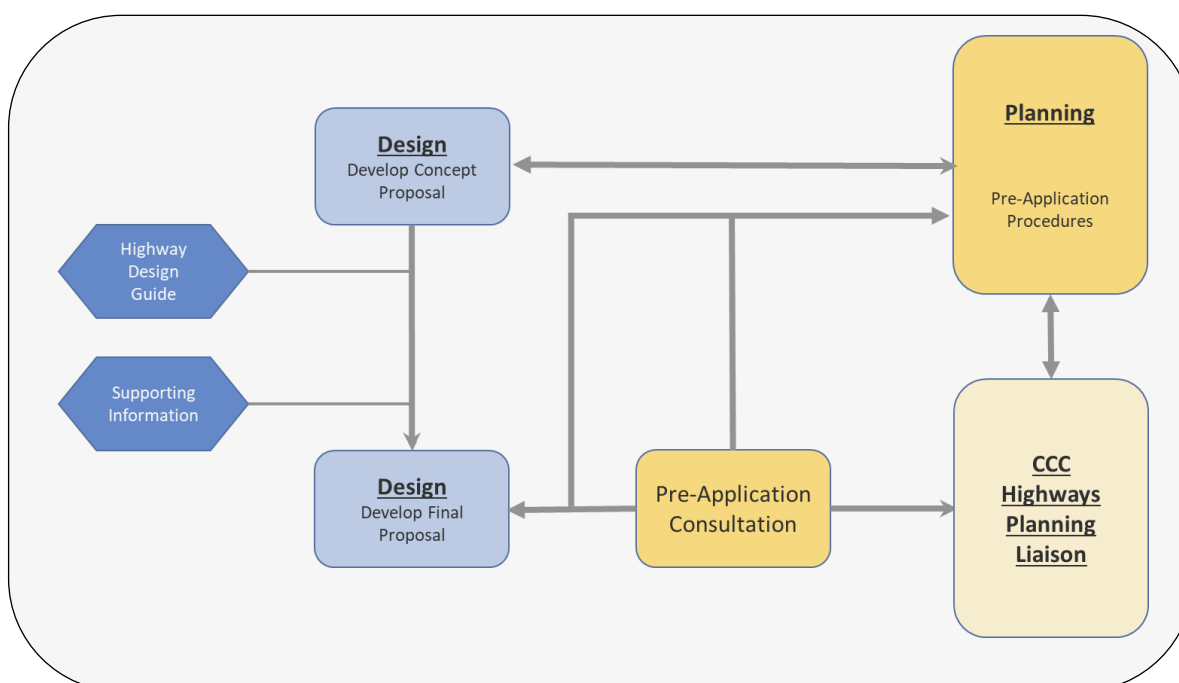 Planning
Pre-Application
Procedures
Design
Develop Concept
Proposal
Highway
Design
Guide
Supporting
Information
Design
Develop Final
Proposal
Pre-Application
Consultation
CCC
Highways
Planning
Liaison